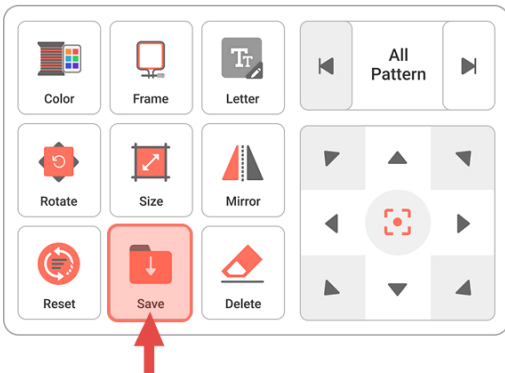 Color
Frame
Letter
All
Pattern
Rotate
Size
Mirror
Reset
Save
Delete